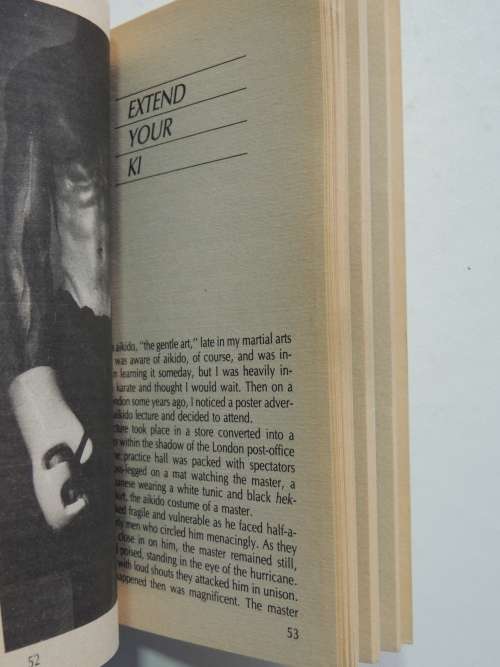 EXTEND
YOUR
KI
aikido, "the gentle art," late in my martial arts
was aware of aikido, of course, and was in-
learning it someday, but I was heavily in-
karate and thought I would wait. Then on a
some years ago, I noticed a poster adver-
aikido lecture and decided to attend.
took place in a store converted into a
within the shadow of the London post-office
practice hall was packed with spectators
on a mat watching the master, a
wearing a white tunic and black hek-
the aikido costume of a master.
fragile and vulnerable as he faced half-a-
men who circled him menacingly. As they
close in on him, the master remained still,
poised, standing in the eye of the hurricane.
with loud shouts they attacked him in unison.
happened then was magnificent. The master
52
53